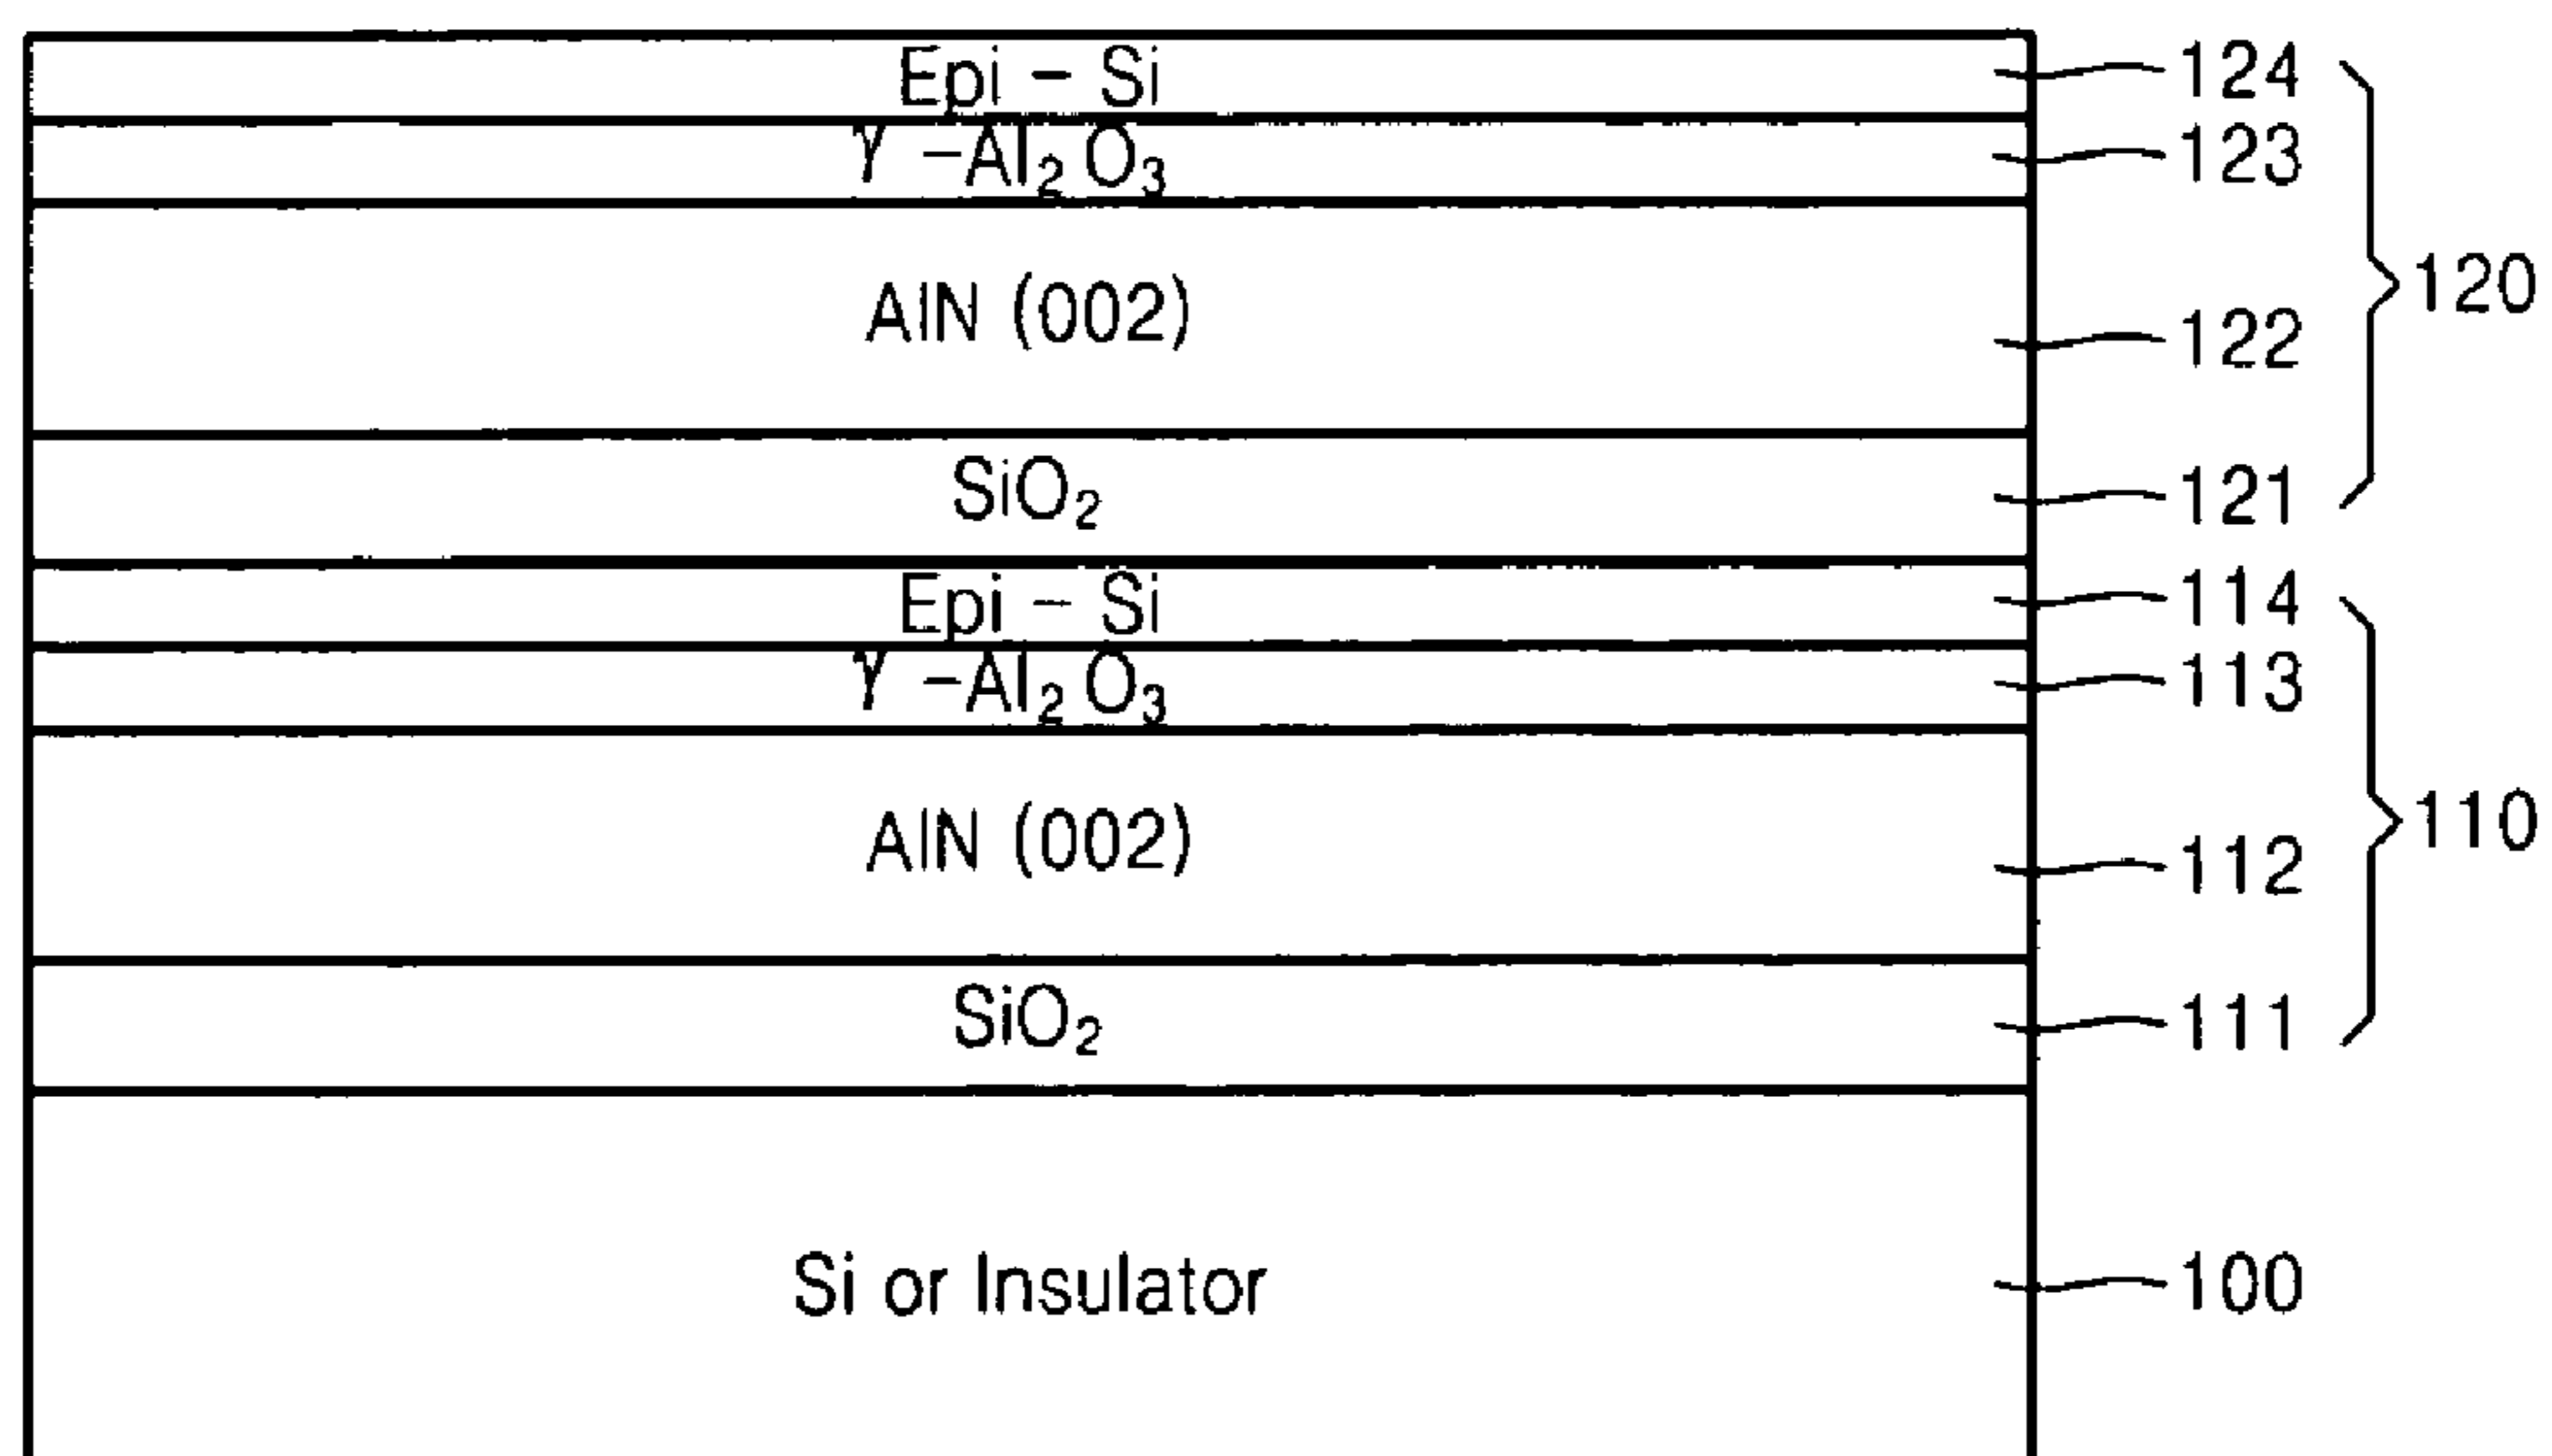 Epi - Si 124
γ-Al₂O₃ 123
120
AlN (002) 122
SiO₂ 121
Epi - Si 114
γ-Al₂O₃ 113
110
AlN (002) 112
SiO₂ 111
Si or Insulator 100